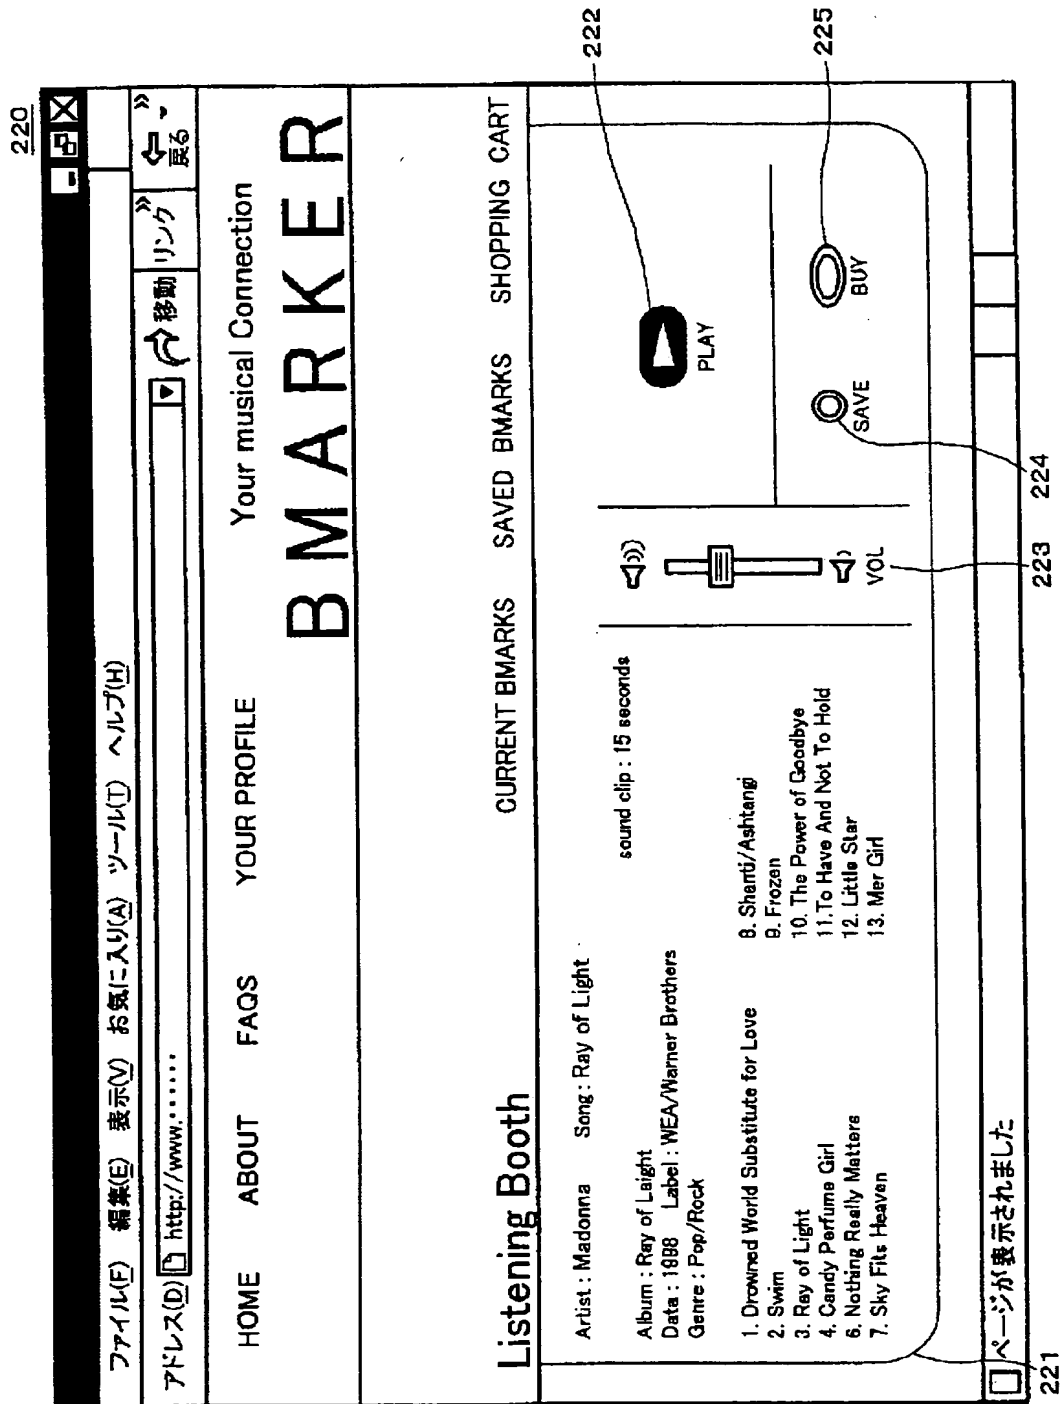 220
ファイル(F) 編集(E) 表示(V) お気に入り(A) ツール(T) ヘルプ(H)
アドレス(D) http://www.‥‥‥ 移動 リンク » 戻る »
HOME ABOUT FAQS YOUR PROFILE Your musical Connection
BMARKER
Listening Booth CURRENT BMARKS SAVED BMARKS SHOPPING CART
Artist : Madonna Song : Ray of Light
sound clip : 15 seconds
Album : Ray of Laight
Data : 1998 Label : WEA/Warner Brothers
Genre : Pop/Rock
1. Drowned World Substitute for Love
2. Swim
3. Ray of Light
4. Candy Perfume Girl
6. Nothing Really Matters
7. Sky Fits Heaven
8. Shanti/Ashtangi
9. Frozen
10. The Power of Goodbye
11.To Have And Not To Hold
12. Little Star
13. Mer Girl
VOL
PLAY
SAVE
BUY
ページが表示されました
221
222
223
224
225